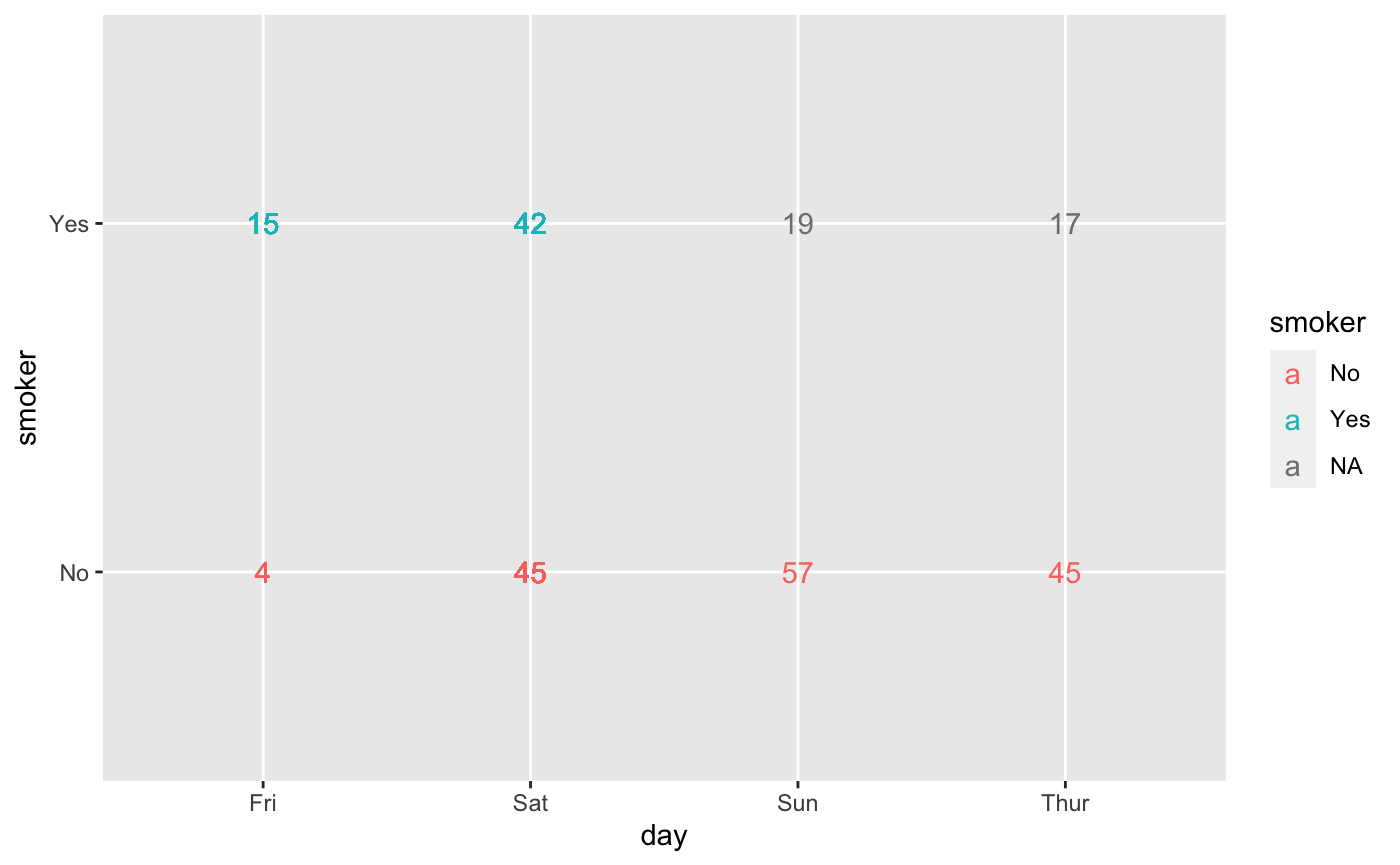 Yes
15 42 19 17
smoker
No
4 45 57 45
Fri Sat Sun Thur
day
smoker
a No
a Yes
a NA